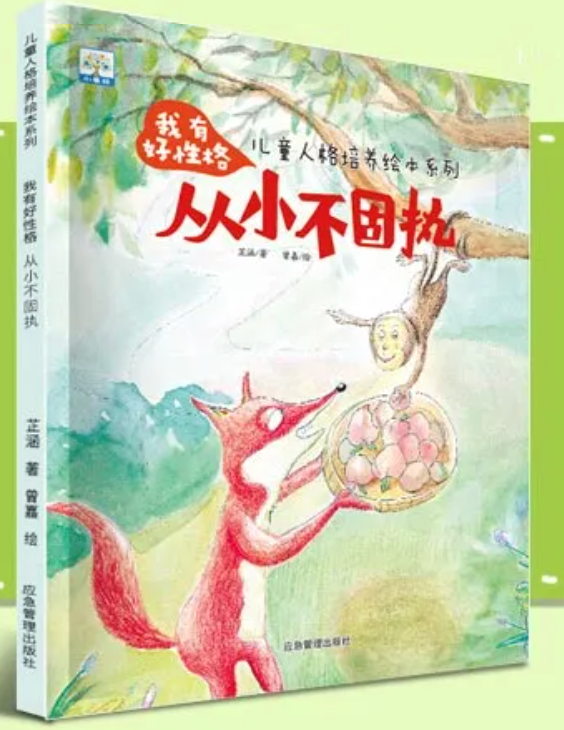 儿童人格培养绘本系列
我有好性格 从小不固执
芷涵 著 曾嘉 绘
应急管理出版社
我有
好性格
儿童人格培养绘本系列
从小不固执
芷涵/著 曾嘉/绘
应急管理出版社